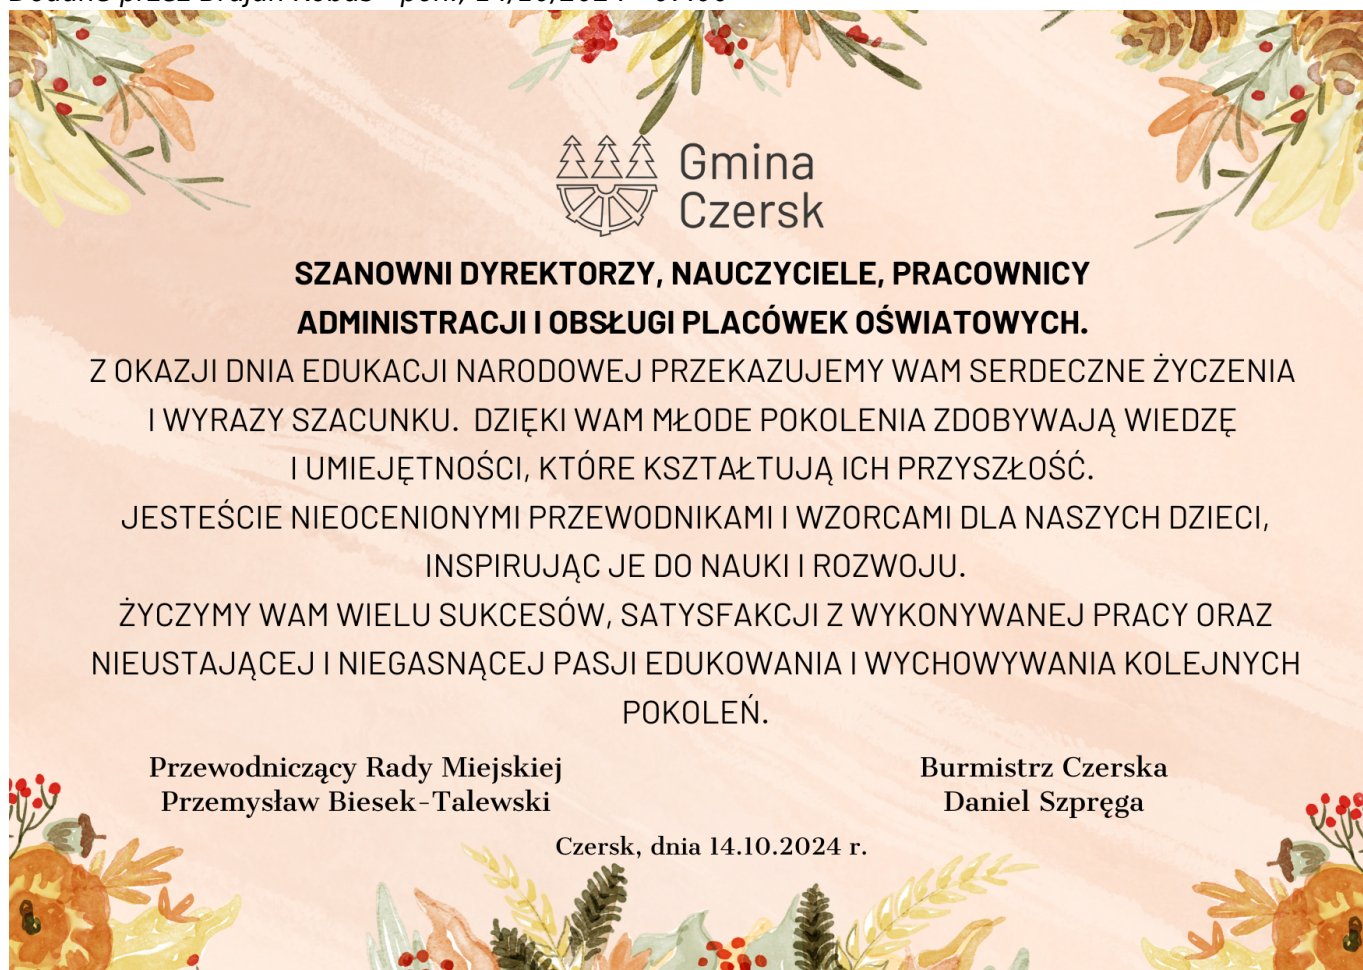 Gmina
Czersk
SZANOWNI DYREKTORZY, NAUCZYCIELE, PRACOWNICY
ADMINISTRACJI I OBSŁUGI PLACÓWEK OŚWIATOWYCH.
Z OKAZJI DNIA EDUKACJI NARODOWEJ PRZEKAZUJEMY WAM SERDECZNE ŻYCZENIA
I WYRAZY SZACUNKU. DZIĘKI WAM MŁODE POKOLENIA ZDOBYWAJĄ WIEDZĘ
I UMIEJĘTNOŚCI, KTÓRE KSZTAŁTUJĄ ICH PRZYSZŁOŚĆ.
JESTEŚCIE NIEOCENIONYMI PRZEWODNIKAMI I WZORCAMI DLA NASZYCH DZIECI,
INSPIRUJĄC JE DO NAUKI I ROZWOJU.
ŻYCZYMY WAM WIELU SUKCESÓW, SATYSFAKCJI Z WYKONYWANEJ PRACY ORAZ
NIEUSTAJĄCEJ I NIEGASNĄCEJ PASJI EDUKOWANIA I WYCHOWYWANIA KOLEJNYCH
POKOLEŃ.
Przewodniczący Rady Miejskiej
Przemysław Biesek-Talewski
Burmistrz Czerska
Daniel Szpręga
Czersk, dnia 14.10.2024 r.